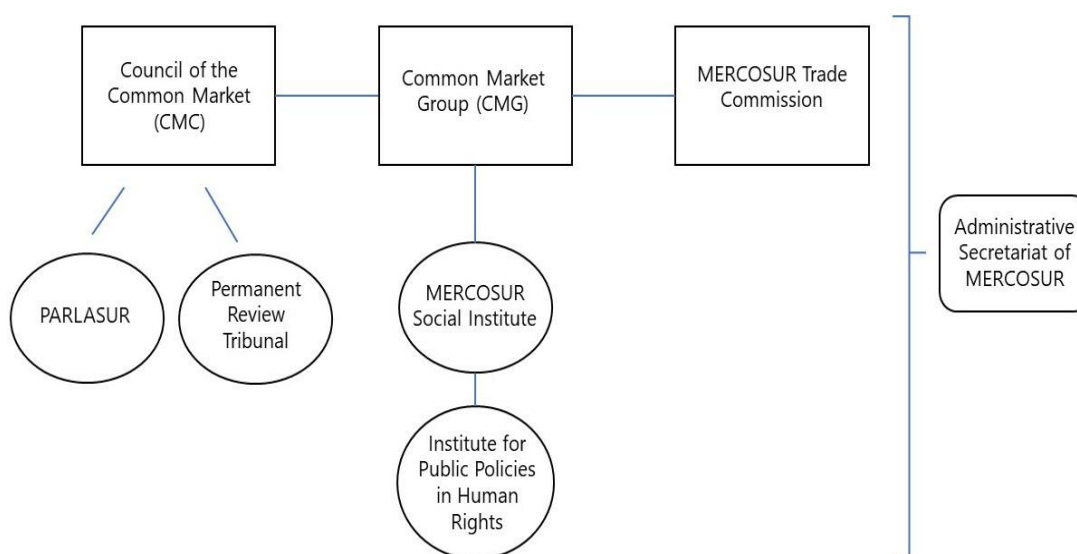 Council of the
Common Market
(CMC)
Common Market
Group (CMG)
MERCOSUR Trade
Commission
Administrative
Secretariat of
MERCOSUR
PARLASUR
Permanent
Review
Tribunal
MERCOSUR
Social Institute
Institute for
Public Policies
in Human
Rights